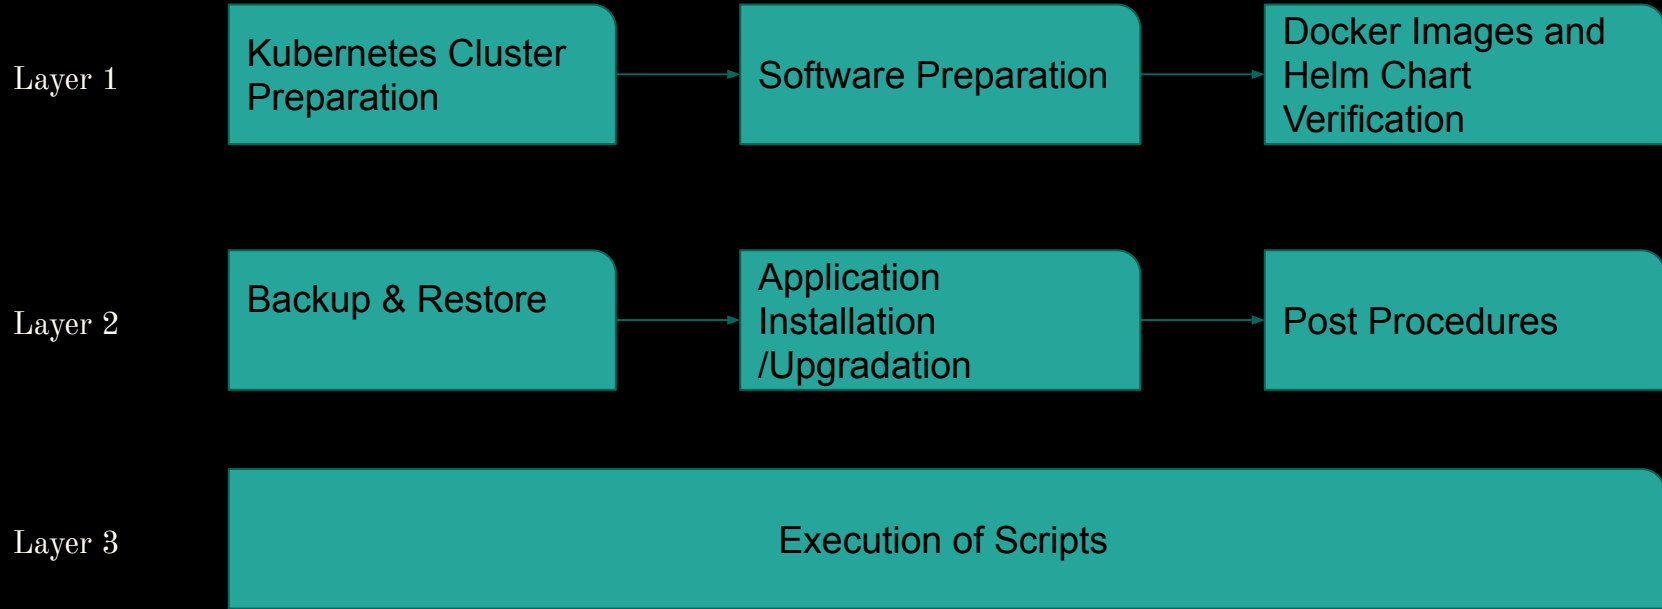 Layer 1
Kubernetes Cluster
Preparation
Software Preparation
Docker Images and
Helm Chart
Verification
Layer 2
Backup & Restore
Application
Installation
/Upgradation
Post Procedures
Layer 3
Execution of Scripts